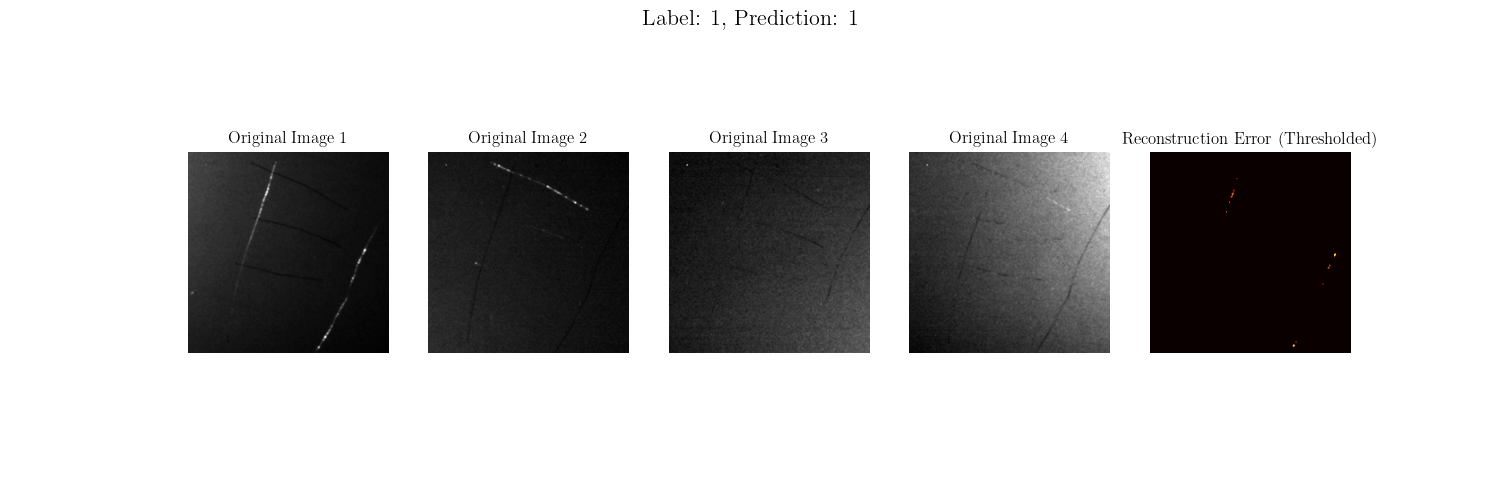 Label: 1, Prediction: 1
Original Image 1
Original Image 2
Original Image 3
Original Image 4
Reconstruction Error (Thresholded)